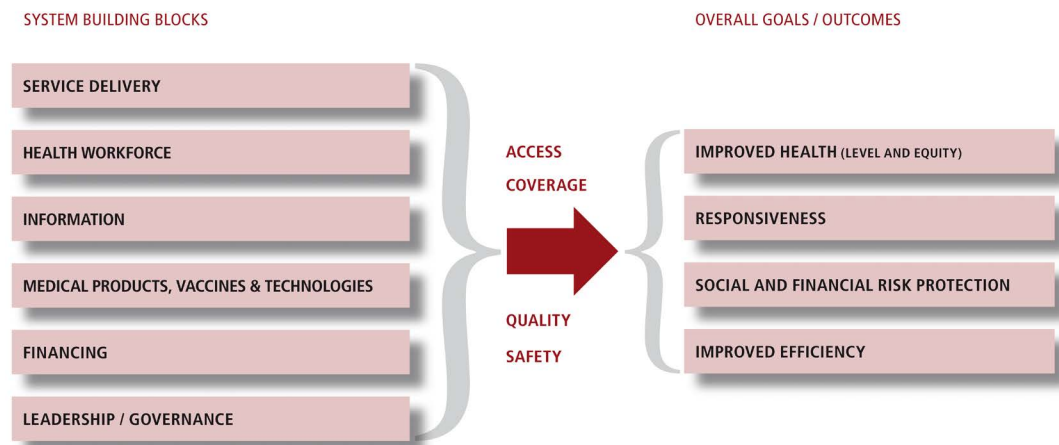 SYSTEM BUILDING BLOCKS
SERVICE DELIVERY
HEALTH WORKFORCE
INFORMATION
MEDICAL PRODUCTS, VACCINES & TECHNOLOGIES
FINANCING
LEADERSHIP / GOVERNANCE
ACCESS
COVERAGE
QUALITY
SAFETY
OVERALL GOALS / OUTCOMES
IMPROVED HEALTH (LEVEL AND EQUITY)
RESPONSIVENESS
SOCIAL AND FINANCIAL RISK PROTECTION
IMPROVED EFFICIENCY